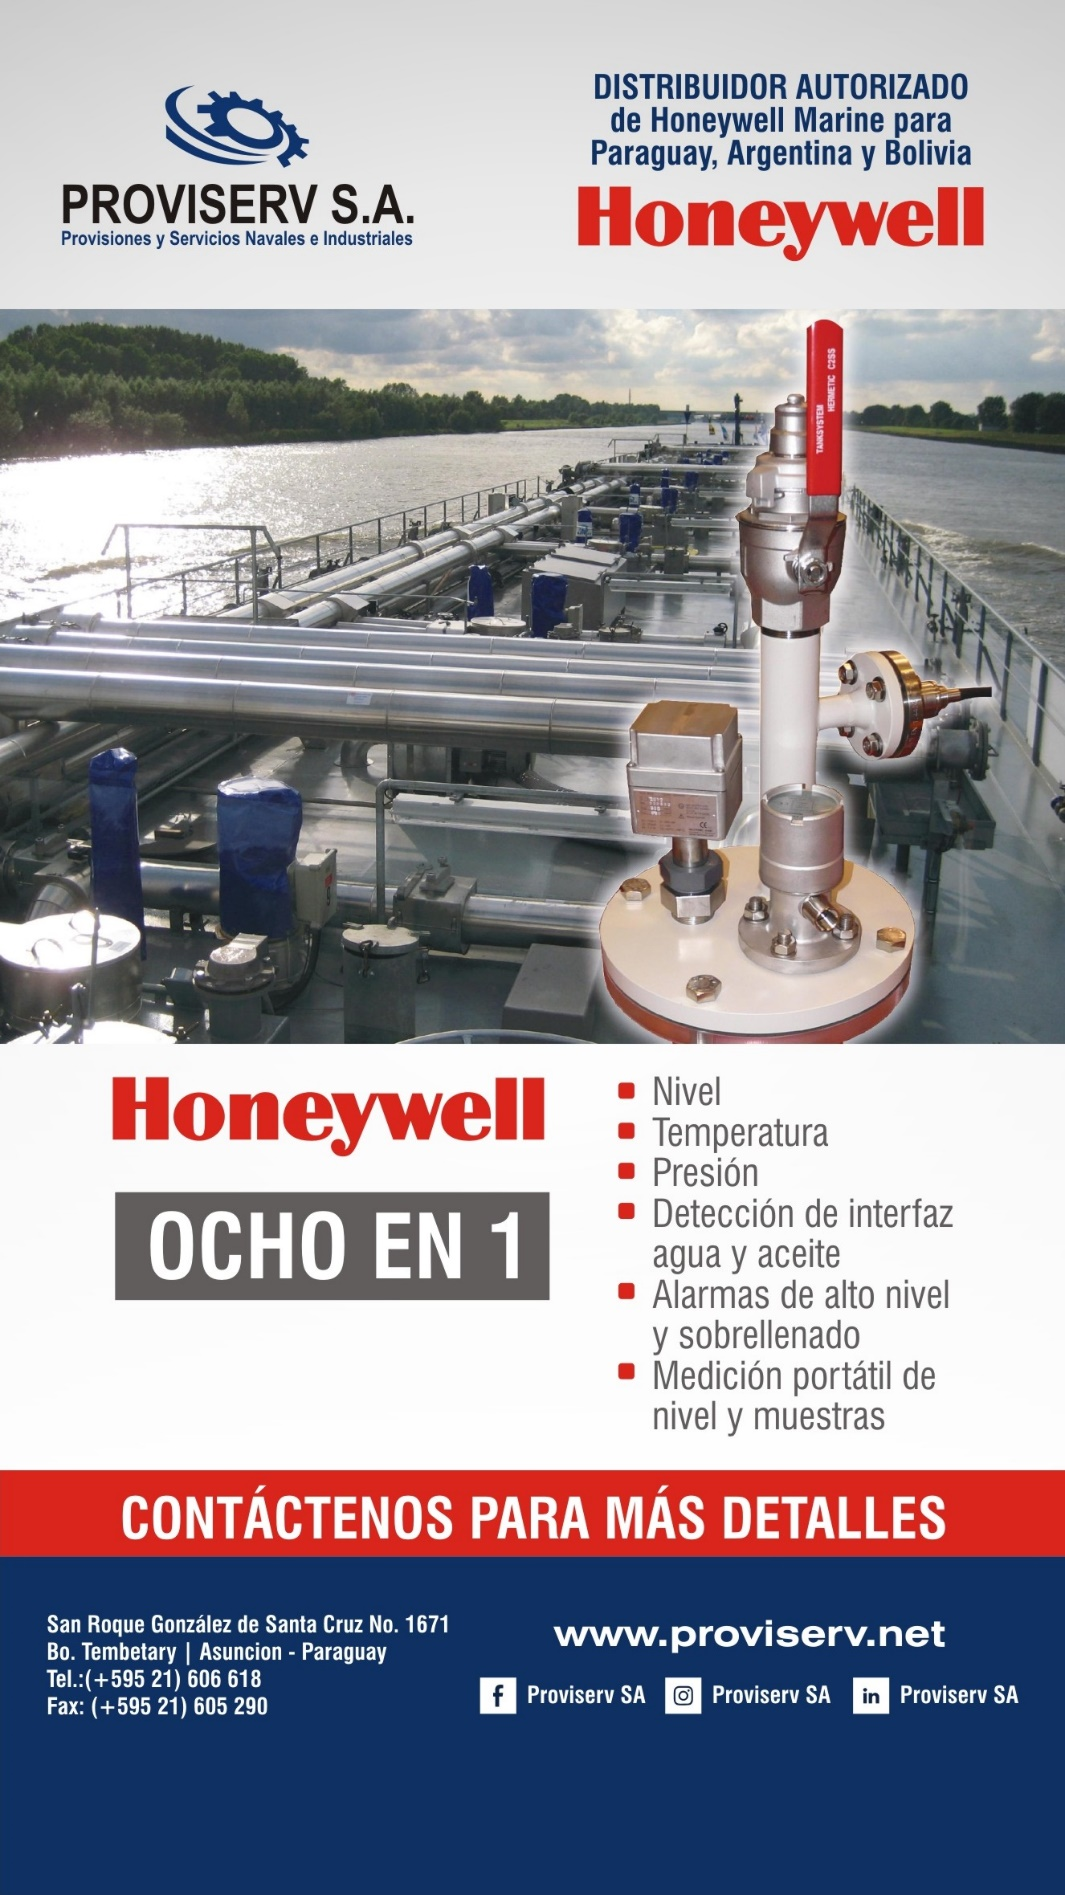 PROVISERV S.A.
Provisiones y Servicios Navales e Industriales
DISTRIBUIDOR AUTORIZADO
de Honeywell Marine para
Paraguay, Argentina y Bolivia
Honeywell
TANKSYSTEM
HERMETIC C2SS
Honeywell
OCHO EN 1
Nivel
Temperatura
Presión
Detección de interfaz
agua y aceite
Alarmas de alto nivel
y sobrellenado
Medición portátil de
nivel y muestras
CONTÁCTENOS PARA MÁS DETALLES
San Roque González de Santa Cruz No. 1671
Bo. Tembetary | Asuncion - Paraguay
Tel.:(+595 21) 606 618
Fax: (+595 21) 605 290
www.proviserv.net
Proviserv SA
Proviserv SA
Proviserv SA